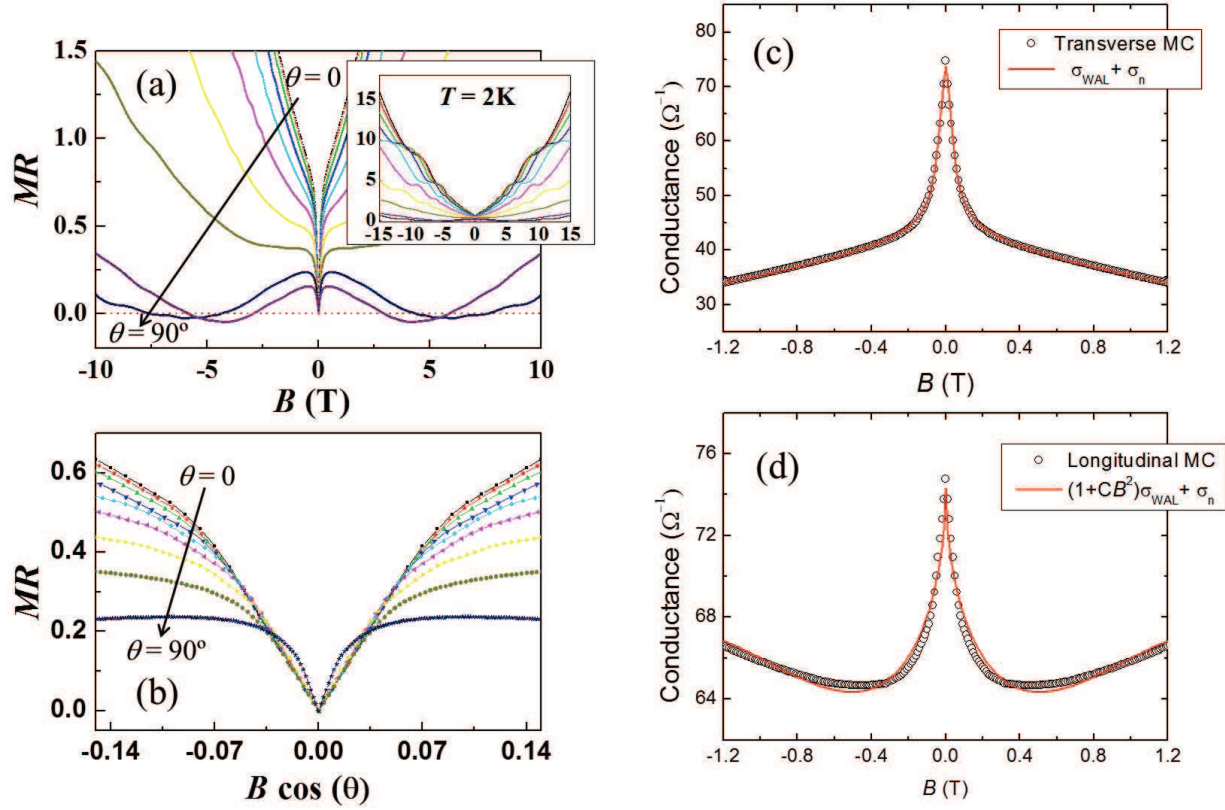 (a)
θ = 0
θ = 90º
MR
1.5
1.0
0.5
0.0
-10 -5 0 5 10
B (T)
T = 2K
15
10
5
0
-15 -10 -5 0 5 10 15
(b)
θ = 0
θ = 90º
MR
0.6
0.4
0.2
0.0
-0.14 -0.07 0.00 0.07 0.14
B cos (θ)
(c)
Transverse MC
σWAL + σn
Conductance (Ω⁻¹)
80
70
60
50
40
30
-1.2 -0.8 -0.4 0.0 0.4 0.8 1.2
B (T)
(d)
Longitudinal MC
(1+CB²)σWAL + σn
Conductance (Ω⁻¹)
76
72
68
64
-1.2 -0.8 -0.4 0.0 0.4 0.8 1.2
B (T)